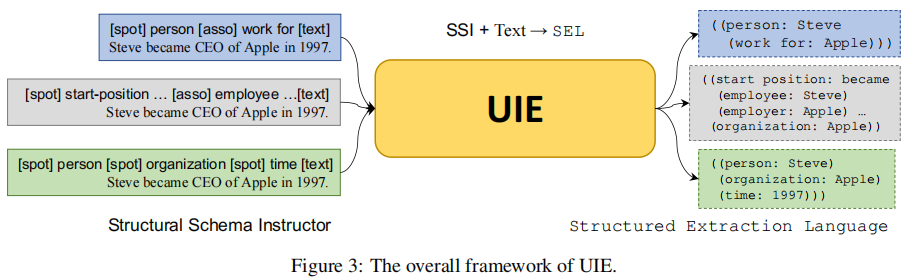 [spot] person [asso] work for [text]
Steve became CEO of Apple in 1997.
[spot] start-position … [asso] employee …[text]
Steve became CEO of Apple in 1997.
[spot] person [spot] organization [spot] time [text]
Steve became CEO of Apple in 1997.
Structural Schema Instructor
SSI + Text → SEL
UIE
((person: Steve
(work for: Apple)))
((start position: became
(employee: Steve)
(employer: Apple) …
(organization: Apple))
((person: Steve)
(organization: Apple)
(time: 1997)))
Structured Extraction Language
Figure 3: The overall framework of UIE.